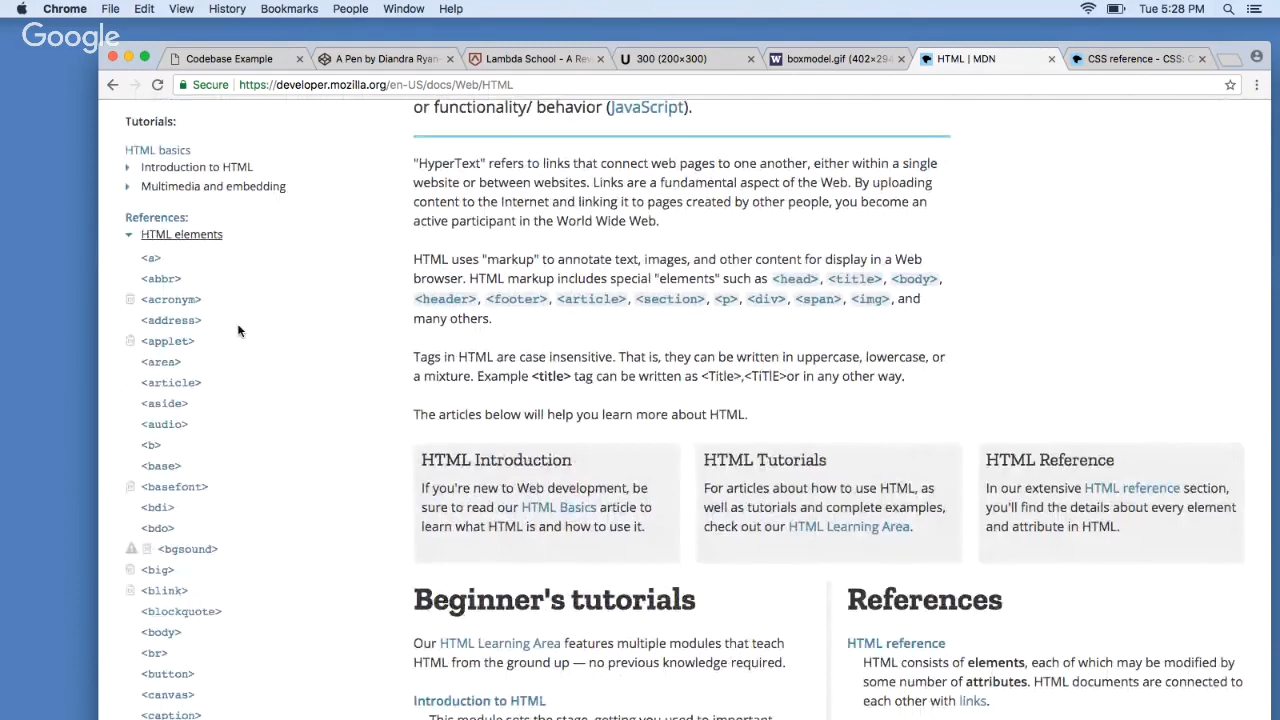 Chrome File Edit View History Bookmarks People Window Help Tue 5:28 PM
Google
Codebase Example
A Pen by Diandra Ryan-
Lambda School - A Rev
U 300 (200×300)
W boxmodel.gif (402×294
HTML | MDN
CSS reference - CSS: C
Secure https://developer.mozilla.org/en-US/docs/Web/HTML
Tutorials:
HTML basics
Introduction to HTML
Multimedia and embedding
References:
HTML elements
<a>
<abbr>
<acronym>
<address>
<applet>
<area>
<article>
<aside>
<audio>
<b>
<base>
<basefont>
<bdi>
<bdo>
<bgsound>
<big>
<blink>
<blockquote>
<body>
<br>
<button>
<canvas>
<caption>
or functionality/ behavior (JavaScript).
"HyperText" refers to links that connect web pages to one another, either within a single
website or between websites. Links are a fundamental aspect of the Web. By uploading
content to the Internet and linking it to pages created by other people, you become an
active participant in the World Wide Web.
HTML uses "markup" to annotate text, images, and other content for display in a Web
browser. HTML markup includes special "elements" such as <head>, <title>, <body>,
<header>, <footer>, <article>, <section>, <p>, <div>, <span>, <img>, and
many others.
Tags in HTML are case insensitive. That is, they can be written in uppercase, lowercase, or
a mixture. Example <title> tag can be written as <Title>,<TiTlE>or in any other way.
The articles below will help you learn more about HTML.
HTML Introduction
If you're new to Web development, be
sure to read our HTML Basics article to
learn what HTML is and how to use it.
HTML Tutorials
For articles about how to use HTML, as
well as tutorials and complete examples,
check out our HTML Learning Area.
HTML Reference
In our extensive HTML reference section,
you'll find the details about every element
and attribute in HTML.
Beginner's tutorials
Our HTML Learning Area features multiple modules that teach
HTML from the ground up — no previous knowledge required.
Introduction to HTML
This module sets the stage, getting you used to important
References
HTML reference
HTML consists of elements, each of which may be modified by
some number of attributes. HTML documents are connected to
each other with links.